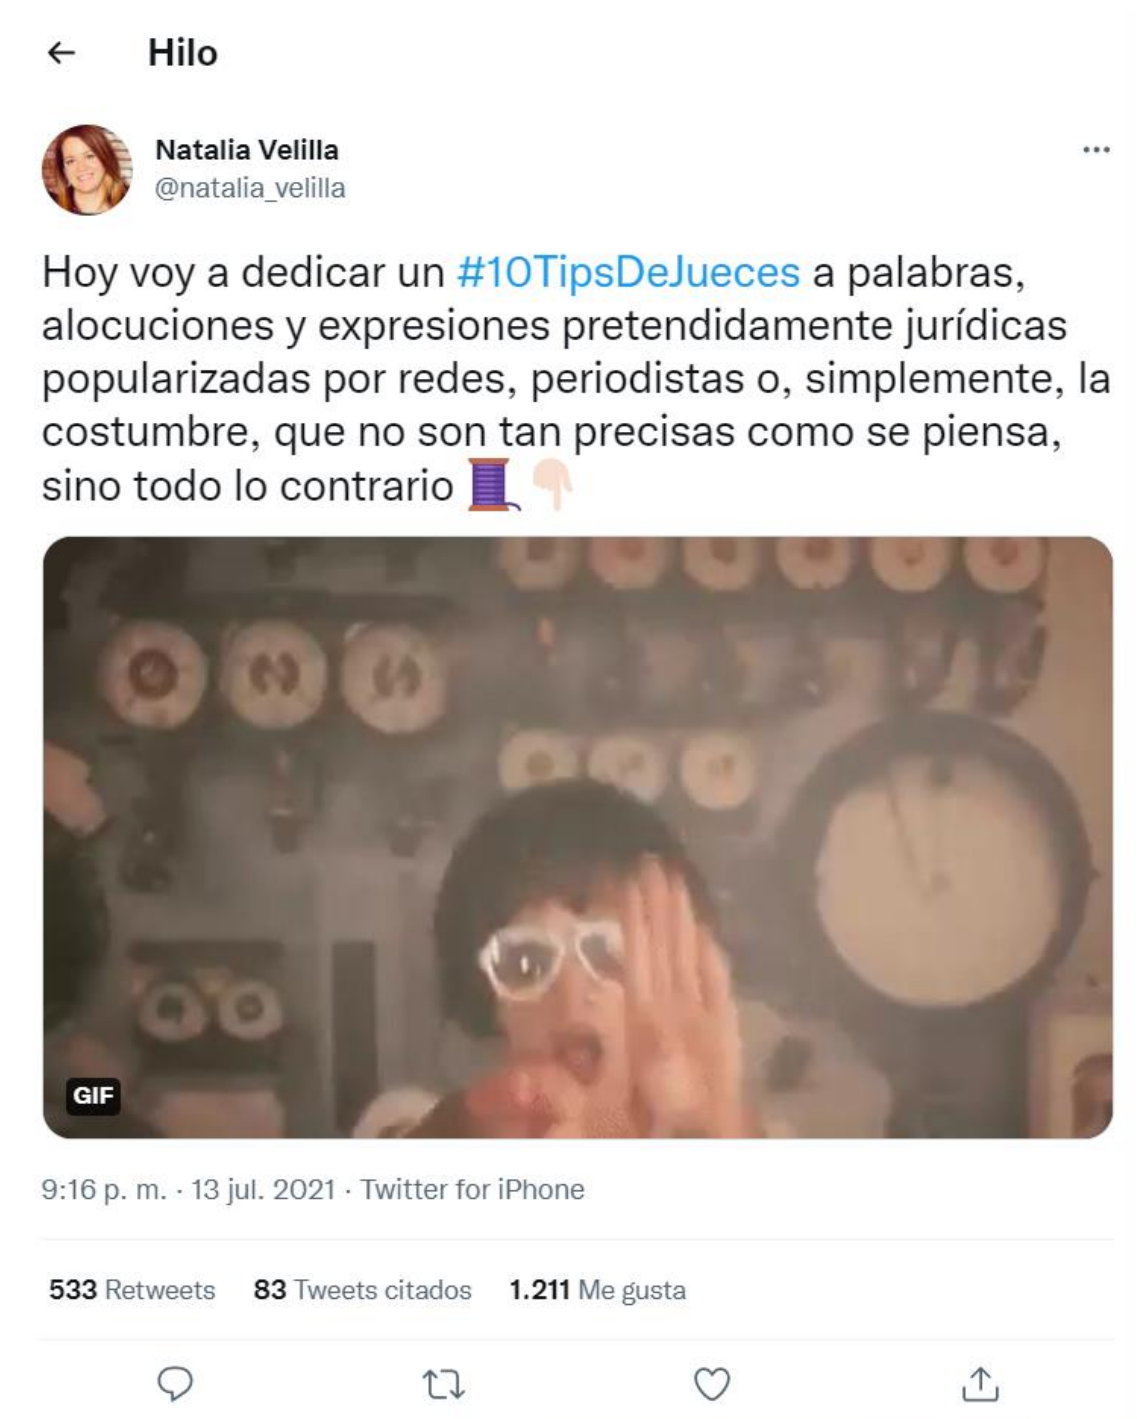 Hilo
Natalia Velilla
@natalia_velilla
Hoy voy a dedicar un #10TipsDeJueces a palabras,
alocuciones y expresiones pretendidamente jurídicas
popularizadas por redes, periodistas o, simplemente, la
costumbre, que no son tan precisas como se piensa,
sino todo lo contrario 🧵👇🏻
GIF
9:16 p. m. · 13 jul. 2021 · Twitter for iPhone
533 Retweets 83 Tweets citados 1.211 Me gusta